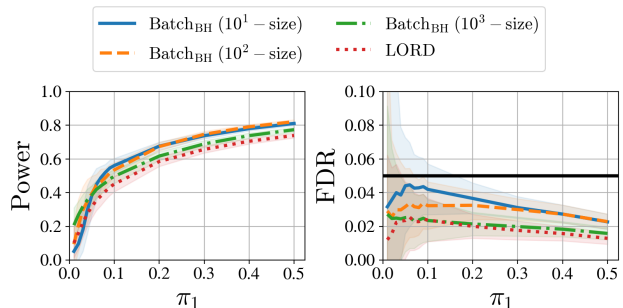 Batch_BH (10^1 − size)
Batch_BH (10^3 − size)
Batch_BH (10^2 − size)
LORD
1.0
0.8
0.6
0.4
0.2
0.0
Power
0.0 0.1 0.2 0.3 0.4 0.5
π_1
0.10
0.08
0.06
0.04
0.02
0.00
FDR
0.0 0.1 0.2 0.3 0.4 0.5
π_1